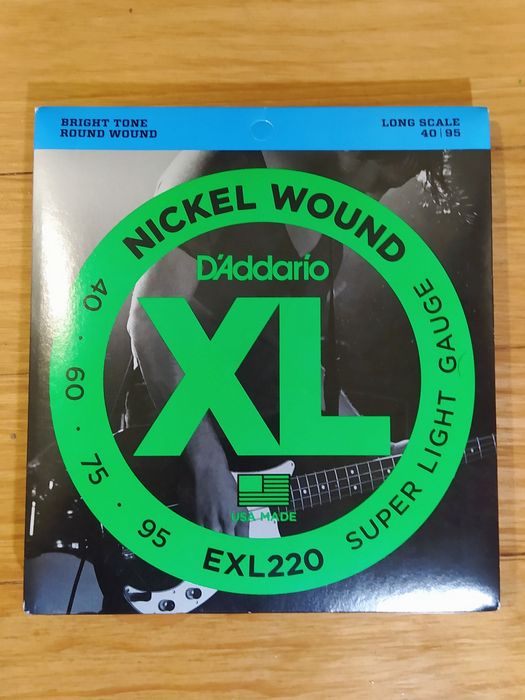 BRIGHT TONE
ROUND WOUND
LONG SCALE
40 | 95
NICKEL WOUND
D'Addario
XL
USA MADE
40 · 60 · 75 · 95
EXL220
SUPER LIGHT GAUGE